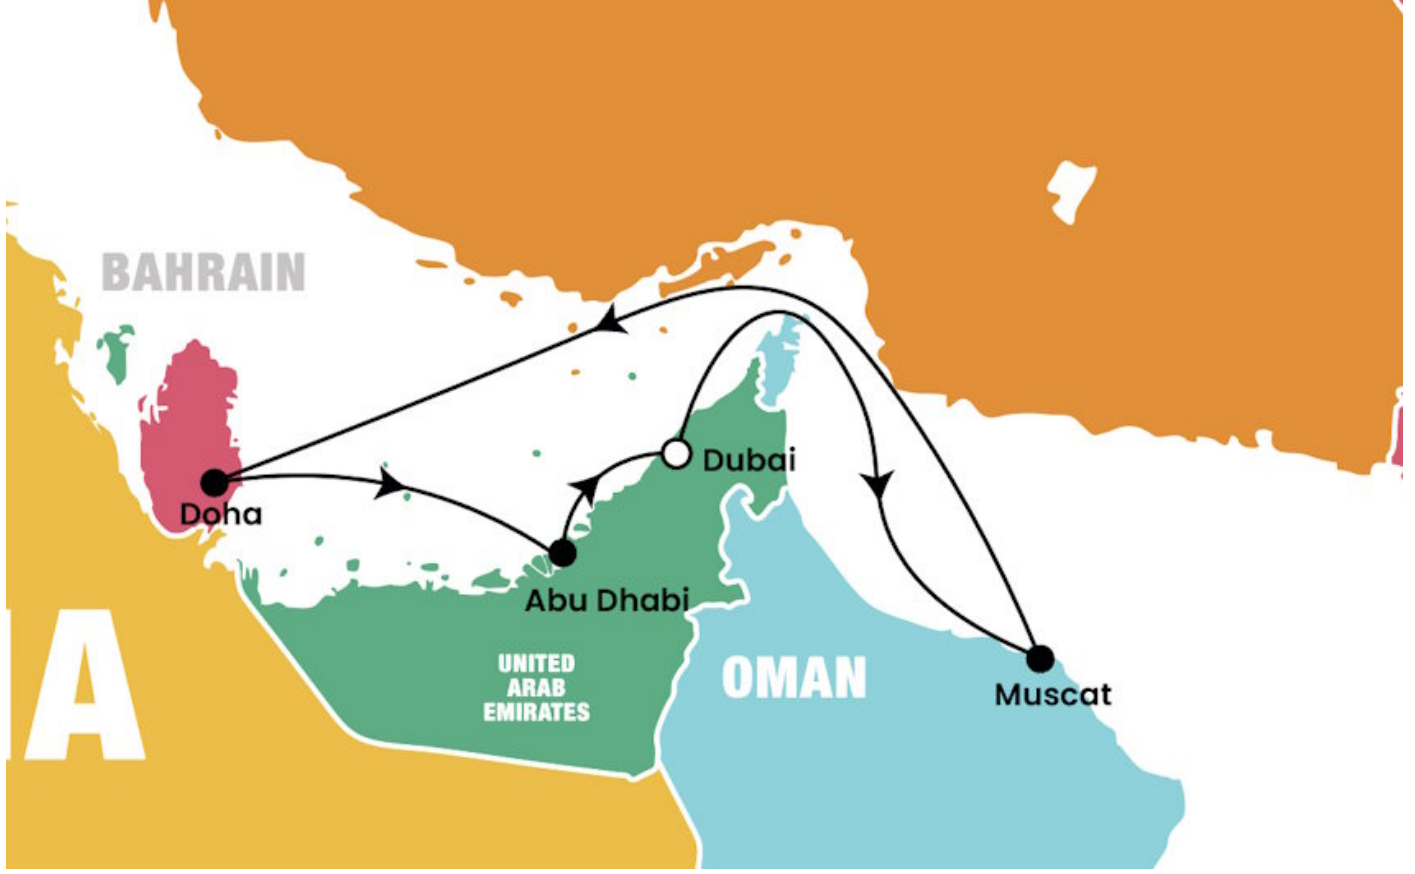 BAHRAIN
Dubai
Doha
Abu Dhabi
UNITED
ARAB
EMIRATES
OMAN
Muscat
IA